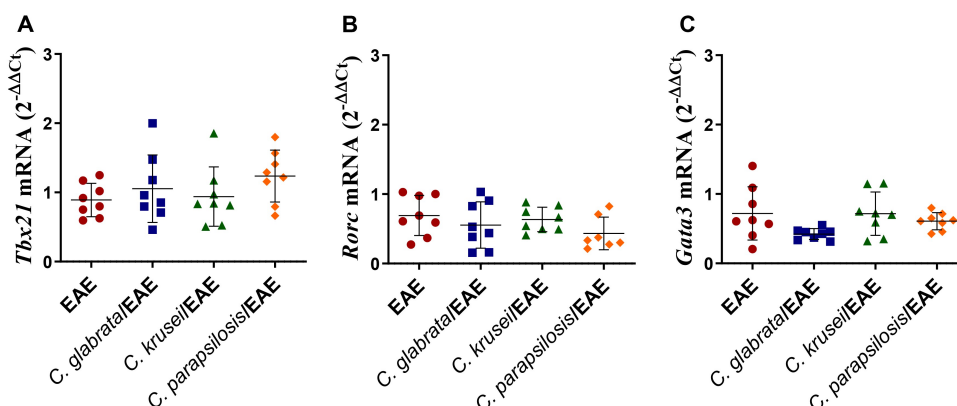 A
Tbx21 mRNA (2^-ΔΔCt)
3
2
1
0
EAE
C. glabrata/EAE
C. krusei/EAE
C. parapsilosis/EAE
B
Rorc mRNA (2^-ΔΔCt)
3
2
1
0
EAE
C. glabrata/EAE
C. krusei/EAE
C. parapsilosis/EAE
C
Gata3 mRNA (2^-ΔΔCt)
3
2
1
0
EAE
C. glabrata/EAE
C. krusei/EAE
C. parapsilosis/EAE